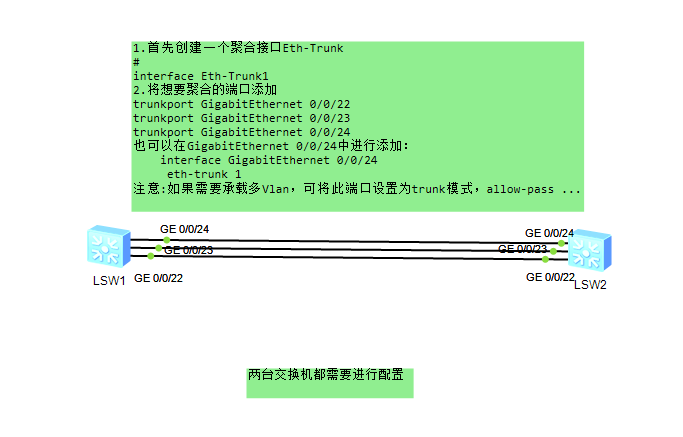 1.首先创建一个聚合接口Eth-Trunk
#
interface Eth-Trunk1
2.将想要聚合的端口添加
trunkport GigabitEthernet 0/0/22
trunkport GigabitEthernet 0/0/23
trunkport GigabitEthernet 0/0/24
也可以在GigabitEthernet 0/0/24中进行添加:
interface GigabitEthernet 0/0/24
eth-trunk 1
注意:如果需要承载多Vlan，可将此端口设置为trunk模式，allow-pass ...
GE 0/0/24
GE 0/0/24
GE 0/0/23
GE 0/0/23
GE 0/0/22
GE 0/0/22
LSW1
LSW2
两台交换机都需要进行配置